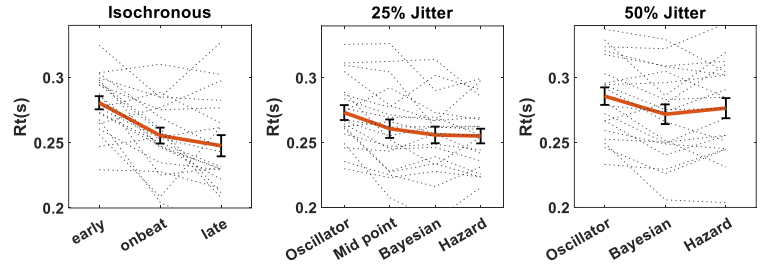 Isochronous
Rt(s)
0.3
0.25
0.2
early
onbeat
late
25% Jitter
Rt(s)
0.3
0.25
0.2
Oscillator
Mid point
Bayesian
Hazard
50% Jitter
Rt(s)
0.3
0.25
0.2
Oscillator
Bayesian
Hazard